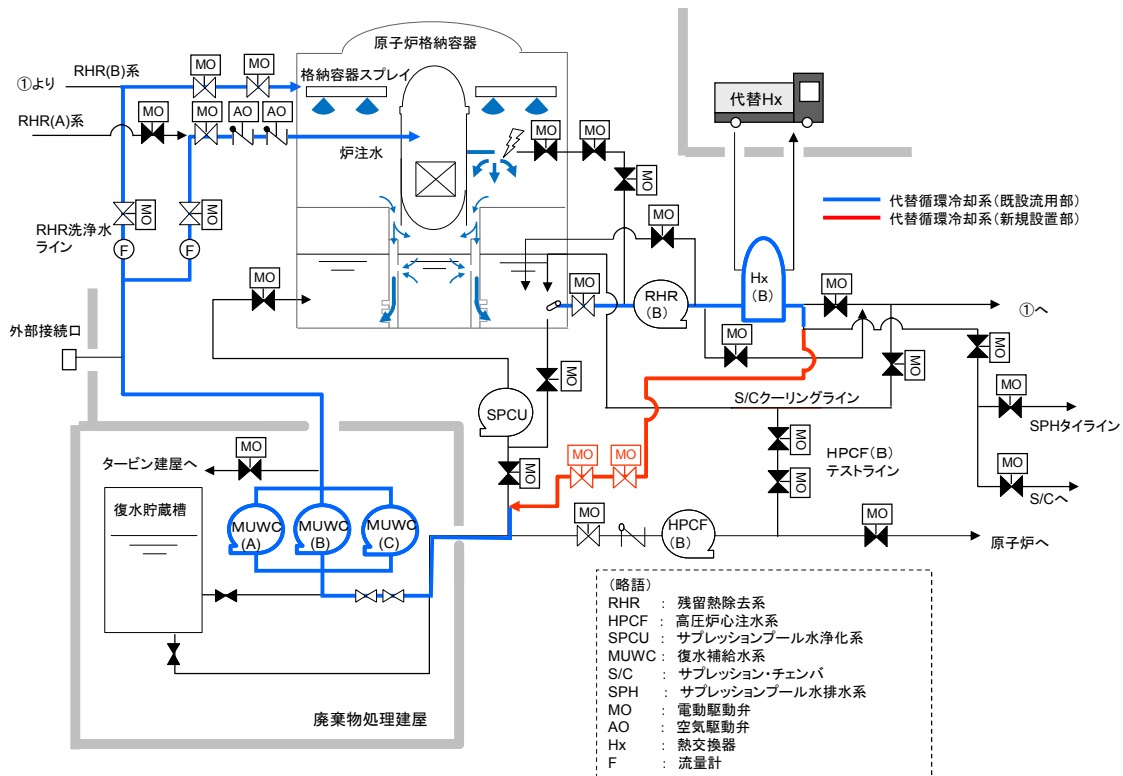 原子炉格納容器
MO
MO
RHR(B)系
①より
格納容器スプレイ
代替Hx
MO
MO
AO
AO
RHR(A)系
MO
MO
炉注水
MO
代替循環冷却系(既設流用部)
代替循環冷却系(新規設置部)
MO
MO
RHR洗浄水
ライン
F
F
MO
MO
MO
Hx
(B)
MO
RHR
(B)
①へ
外部接続口
MO
MO
MO
MO
S/Cクーリングライン
MO
SPHタイライン
SPCU
MO
HPCF(B)
テストライン
MO
MO
MO
MO
タービン建屋へ
MO
MO
MO
S/Cへ
復水貯蔵槽
MUWC
(A)
MUWC
(B)
MUWC
(C)
MO
HPCF
(B)
MO
原子炉へ
(略語)
RHR : 残留熱除去系
HPCF : 高圧炉心注水系
SPCU : サプレッションプール水浄化系
MUWC : 復水補給水系
S/C : サプレッション・チェンバ
SPH : サプレッションプール水排水系
MO : 電動駆動弁
AO : 空気駆動弁
Hx : 熱交換器
F : 流量計
廃棄物処理建屋